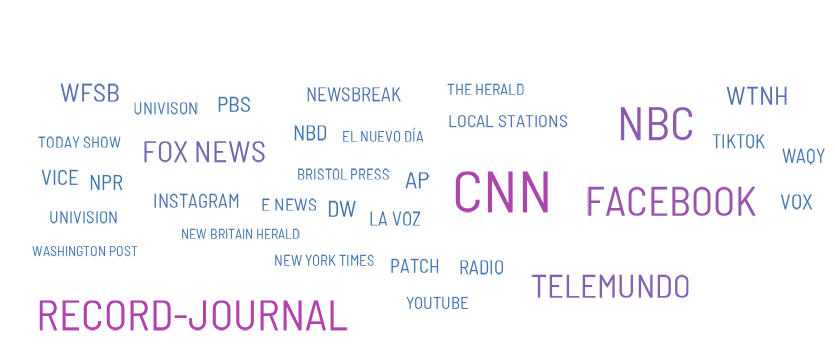 WFSB
UNIVISON
PBS
NEWSBREAK
THE HERALD
WTNH
TODAY SHOW
FOX NEWS
NBD
EL NUEVO DÍA
LOCAL STATIONS
NBC
TIKTOK
WAQY
VICE
NPR
BRISTOL PRESS
AP
CNN
FACEBOOK
VOX
INSTAGRAM
E NEWS
DW
LA VOZ
UNIVISION
NEW BRITAIN HERALD
WASHINGTON POST
NEW YORK TIMES
PATCH
RADIO
TELEMUNDO
RECORD-JOURNAL
YOUTUBE